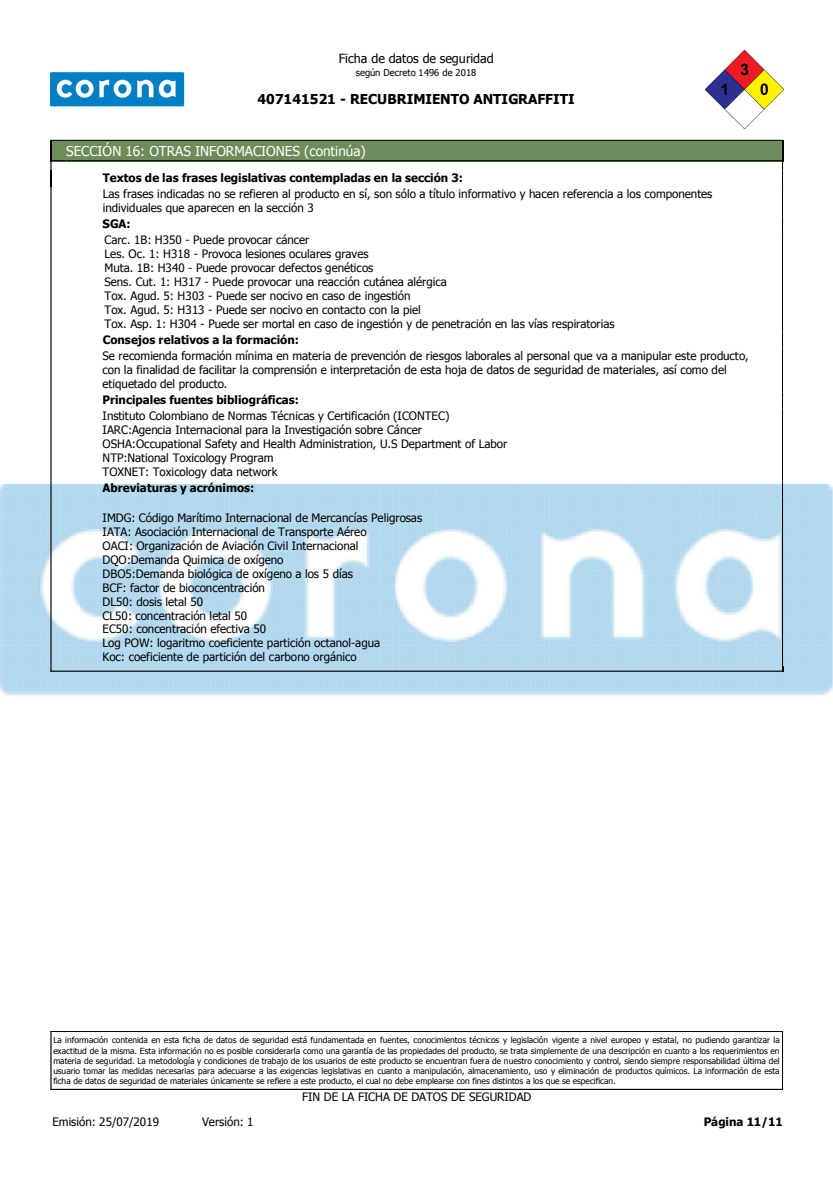 Ficha de datos de seguridad
según Decreto 1496 de 2018
corona
407141521 - RECUBRIMIENTO ANTIGRAFFITI
3
1
0
SECCIÓN 16: OTRAS INFORMACIONES (continúa)
Textos de las frases legislativas contempladas en la sección 3:
Las frases indicadas no se refieren al producto en sí, son sólo a título informativo y hacen referencia a los componentes
individuales que aparecen en la sección 3
SGA:
Carc. 1B: H350 - Puede provocar cáncer
Les. Oc. 1: H318 - Provoca lesiones oculares graves
Muta. 1B: H340 - Puede provocar defectos genéticos
Sens. Cut. 1: H317 - Puede provocar una reacción cutánea alérgica
Tox. Agud. 5: H303 - Puede ser nocivo en caso de ingestión
Tox. Agud. 5: H313 - Puede ser nocivo en contacto con la piel
Tox. Asp. 1: H304 - Puede ser mortal en caso de ingestión y de penetración en las vías respiratorias
Consejos relativos a la formación:
Se recomienda formación mínima en materia de prevención de riesgos laborales al personal que va a manipular este producto,
con la finalidad de facilitar la comprensión e interpretación de esta hoja de datos de seguridad de materiales, así como del
etiquetado del producto.
Principales fuentes bibliográficas:
Instituto Colombiano de Normas Técnicas y Certificación (ICONTEC)
IARC:Agencia Internacional para la Investigación sobre Cáncer
OSHA:Occupational Safety and Health Administration, U.S Department of Labor
NTP:National Toxicology Program
TOXNET: Toxicology data network
Abreviaturas y acrónimos:
IMDG: Código Marítimo Internacional de Mercancías Peligrosas
IATA: Asociación Internacional de Transporte Aéreo
OACI: Organización de Aviación Civil Internacional
DQO:Demanda Quimica de oxígeno
DBO5:Demanda biológica de oxígeno a los 5 días
BCF: factor de bioconcentración
DL50: dosis letal 50
CL50: concentración letal 50
EC50: concentración efectiva 50
Log POW: logaritmo coeficiente partición octanol-agua
Koc: coeficiente de partición del carbono orgánico
corona
La información contenida en esta ficha de datos de seguridad está fundamentada en fuentes, conocimientos técnicos y legislación vigente a nivel europeo y estatal, no pudiendo garantizar la
exactitud de la misma. Esta información no es posible considerarla como una garantía de las propiedades del producto, se trata simplemente de una descripción en cuanto a los requerimientos en
materia de seguridad. La metodología y condiciones de trabajo de los usuarios de este producto se encuentran fuera de nuestro conocimiento y control, siendo siempre responsabilidad última del
usuario tomar las medidas necesarias para adecuarse a las exigencias legislativas en cuanto a manipulación, almacenamiento, uso y eliminación de productos químicos. La información de esta
ficha de datos de seguridad de materiales únicamente se refiere a este producto, el cual no debe emplearse con fines distintos a los que se especifican.
FIN DE LA FICHA DE DATOS DE SEGURIDAD
Emisión: 25/07/2019 Versión: 1 Página 11/11